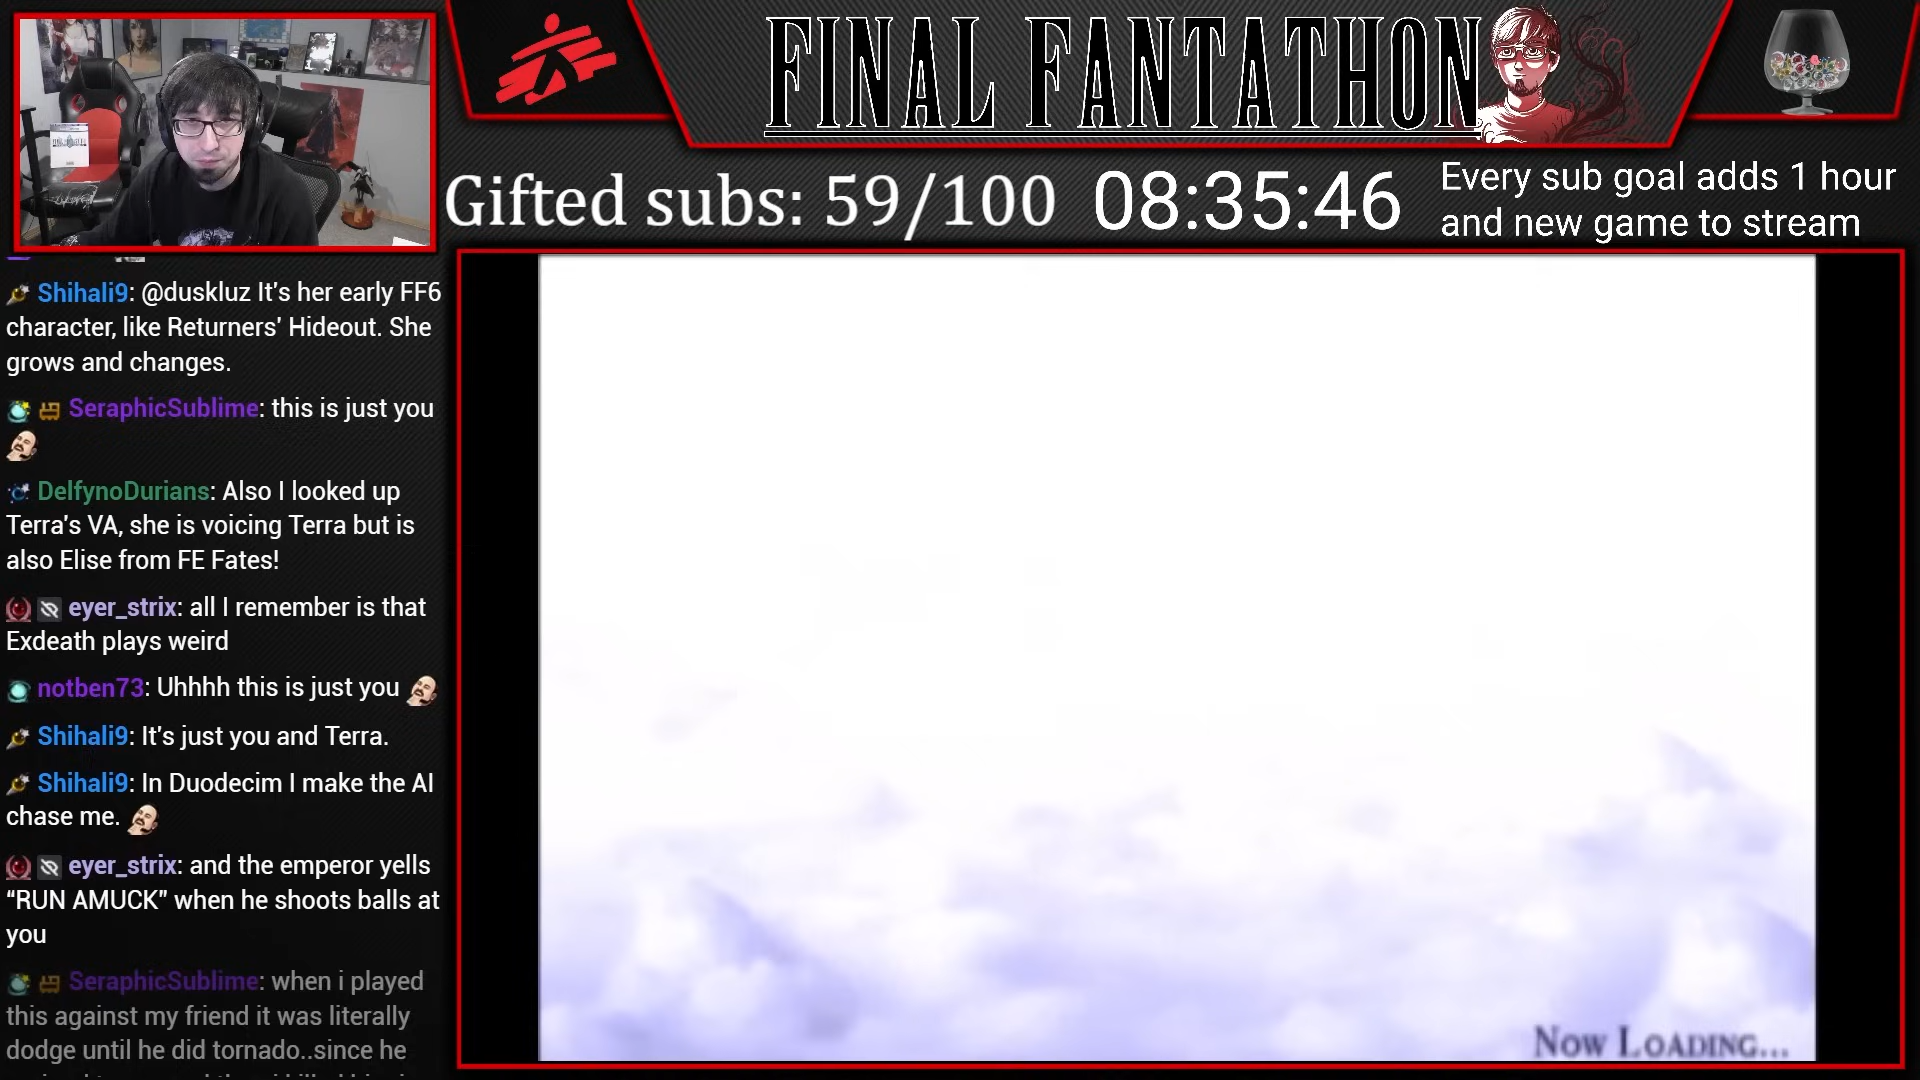 FINAL FANTATHON
Gifted subs: 59/100
08:35:46
Every sub goal adds 1 hour
and new game to stream
Shihali9: @duskluz It's her early FF6
character, like Returners' Hideout. She
grows and changes.
SeraphicSublime: this is just you
DelfynoDurians: Also I looked up
Terra's VA, she is voicing Terra but is
also Elise from FE Fates!
eyer_strix: all I remember is that
Exdeath plays weird
notben73: Uhhhh this is just you
Shihali9: It's just you and Terra.
Shihali9: In Duodecim I make the AI
chase me.
eyer_strix: and the emperor yells
“RUN AMUCK” when he shoots balls at
you
SeraphicSublime: when i played
this against my friend it was literally
dodge until he did tornado..since he
Now Loading...